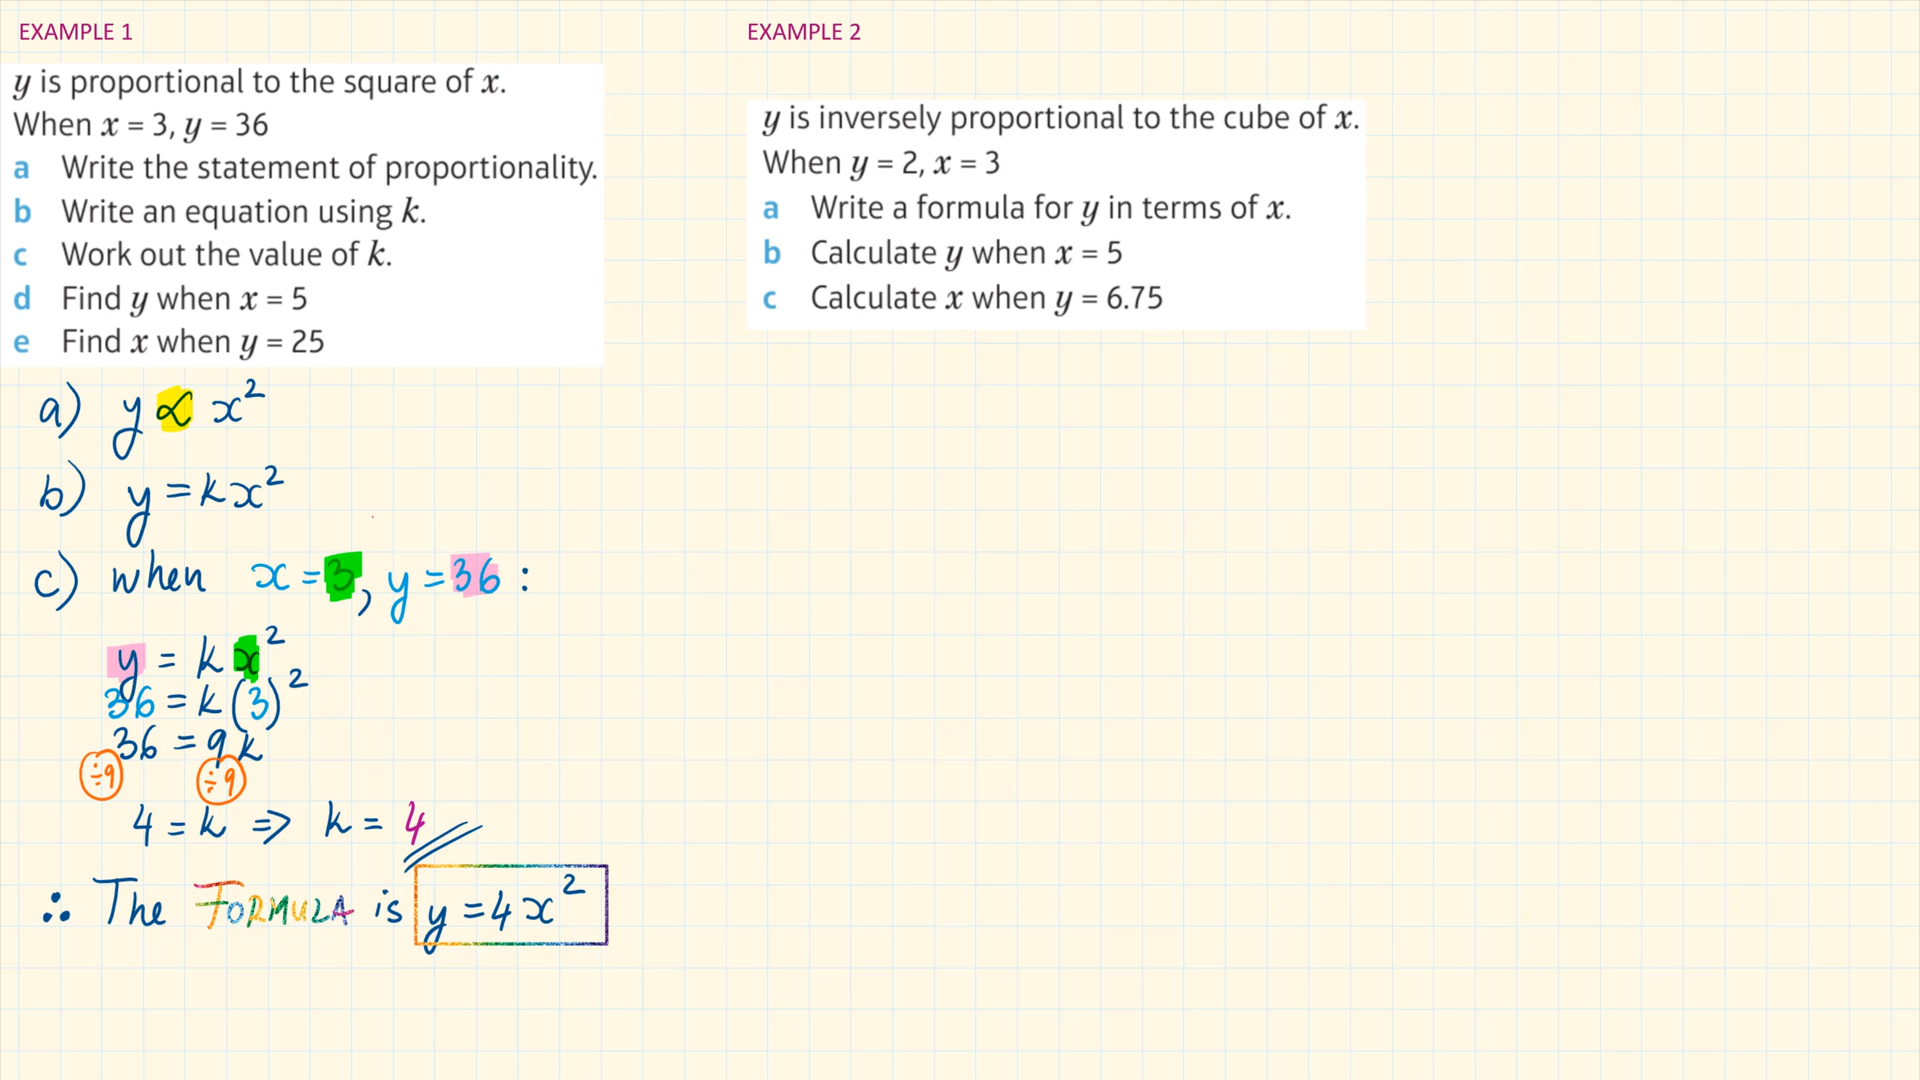 EXAMPLE 1
y is proportional to the square of x.
When x = 3, y = 36
a Write the statement of proportionality.
b Write an equation using k.
c Work out the value of k.
d Find y when x = 5
e Find x when y = 25
a) y ∝ x²
b) y = kx²
c) when x = 3, y = 36 :
y = k x²
36 = k(3)²
36 = 9k
÷9 ÷9
4 = k ⇒ k = 4
∴ The FORMULA is y = 4x²
EXAMPLE 2
y is inversely proportional to the cube of x.
When y = 2, x = 3
a Write a formula for y in terms of x.
b Calculate y when x = 5
c Calculate x when y = 6.75